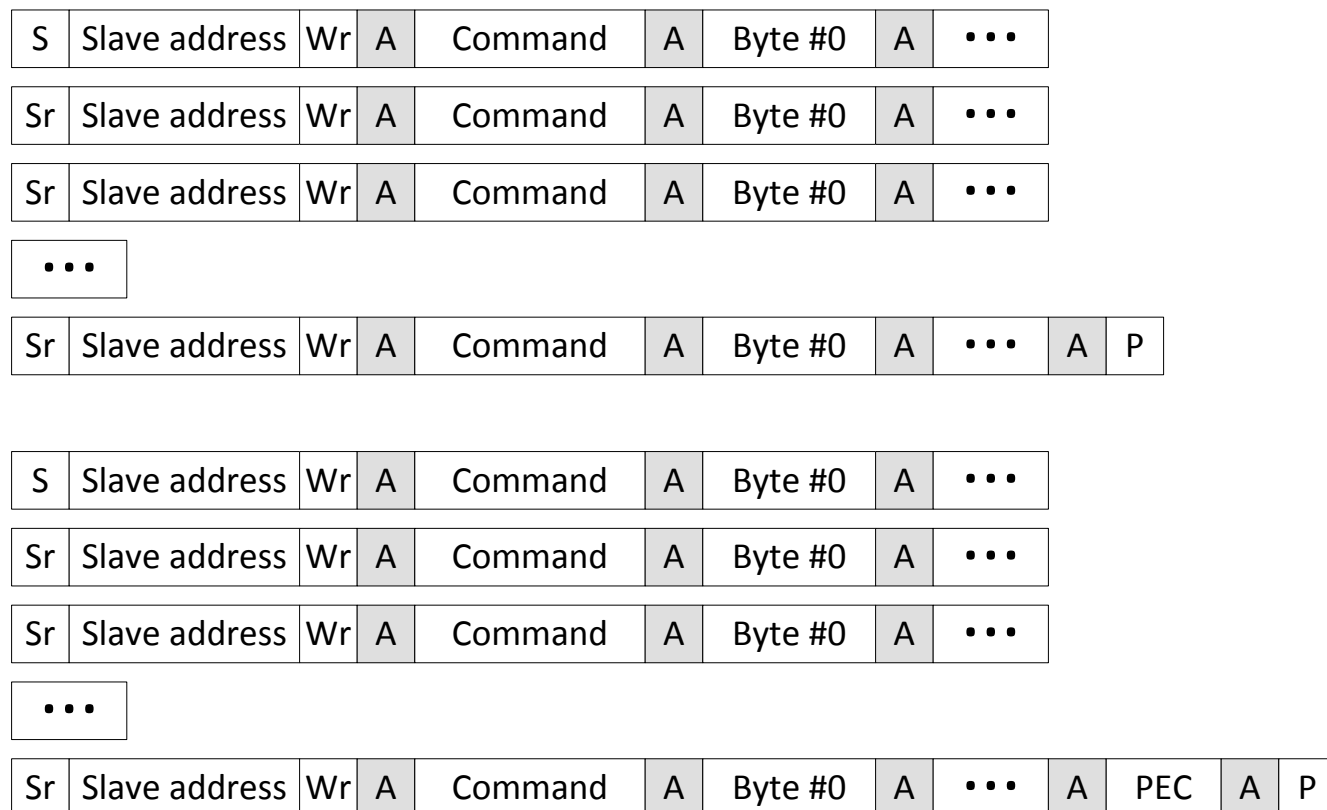 S Slave address Wr A Command A Byte #0 A •••
Sr Slave address Wr A Command A Byte #0 A •••
Sr Slave address Wr A Command A Byte #0 A •••
•••
Sr Slave address Wr A Command A Byte #0 A ••• A P
S Slave address Wr A Command A Byte #0 A •••
Sr Slave address Wr A Command A Byte #0 A •••
Sr Slave address Wr A Command A Byte #0 A •••
•••
Sr Slave address Wr A Command A Byte #0 A ••• A PEC A P